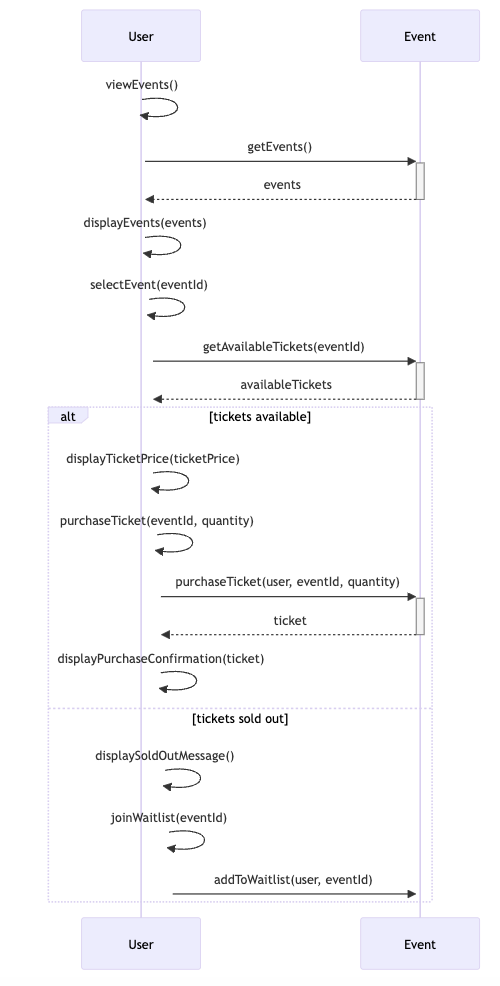 User
Event
viewEvents()
getEvents()
events
displayEvents(events)
selectEvent(eventId)
getAvailableTickets(eventId)
availableTickets
alt
[tickets available]
displayTicketPrice(ticketPrice)
purchaseTicket(eventId, quantity)
purchaseTicket(user, eventId, quantity)
ticket
displayPurchaseConfirmation(ticket)
[tickets sold out]
displaySoldOutMessage()
joinWaitlist(eventId)
addToWaitlist(user, eventId)
User
Event